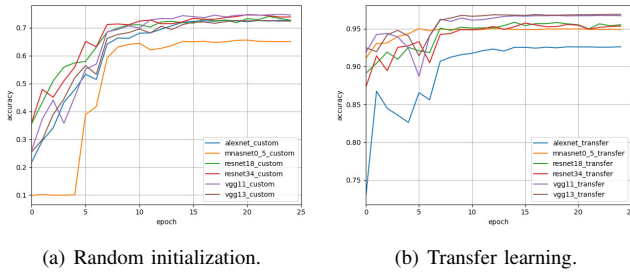 0.7
0.6
0.5
0.4
0.3
0.2
0.1
accuracy
0 5 10 15 20 25
epoch
alexnet_custom
mnasnet0_5_custom
resnet18_custom
resnet34_custom
vgg11_custom
vgg13_custom
(a) Random initialization.
0.95
0.90
0.85
0.80
0.75
accuracy
0 5 10 15 20 25
epoch
alexnet_transfer
mnasnet0_5_transfer
resnet18_transfer
resnet34_transfer
vgg11_transfer
vgg13_transfer
(b) Transfer learning.